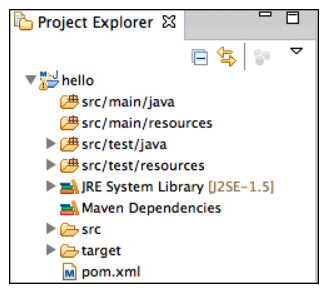 Project Explorer
hello
src/main/java
src/main/resources
src/test/java
src/test/resources
JRE System Library [J2SE-1.5]
Maven Dependencies
src
target
pom.xml